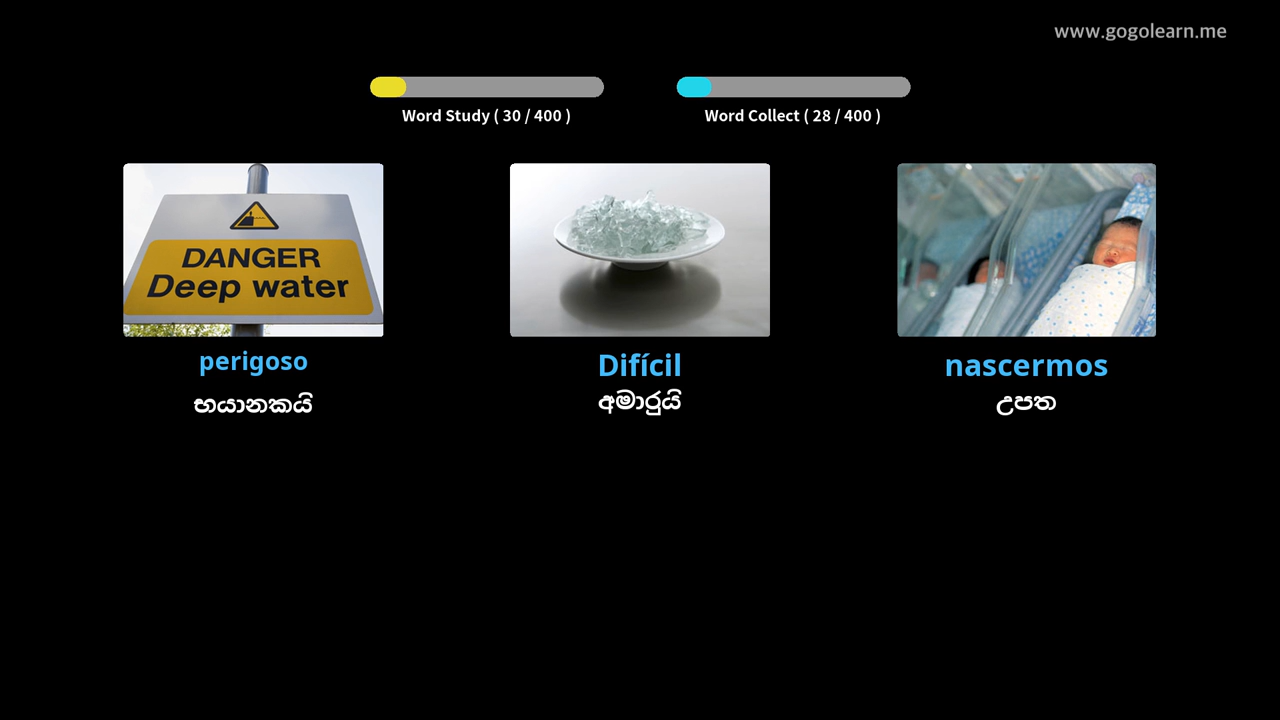 www.gogolearn.me
Word Study ( 30 / 400 )
Word Collect ( 28 / 400 )
DANGER
Deep water
perigoso
Difícil
nascermos
භයානකයි
අමාරුයි
උපත